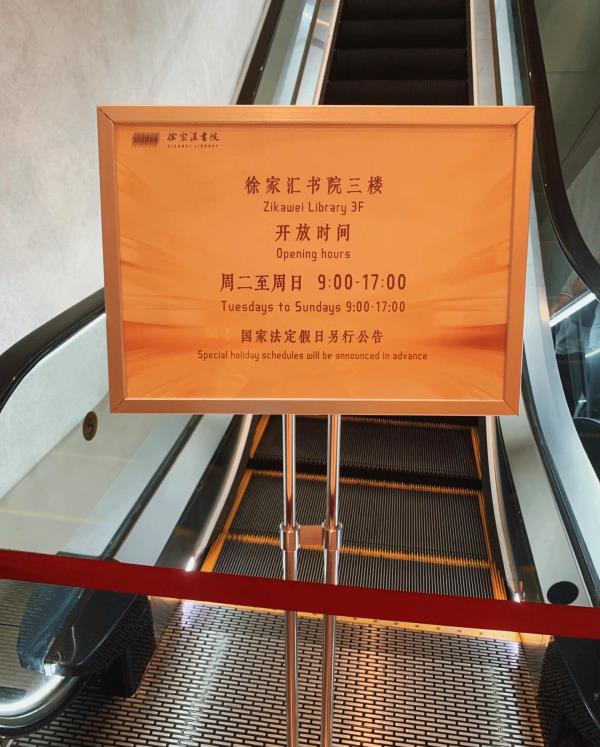 徐家汇书院
ZIKAWEI LIBRARY
徐家汇书院三楼
Zikawei Library 3F
开放时间
Opening hours
周二至周日 9:00-17:00
Tuesdays to Sundays 9:00-17:00
国家法定假日另行公告
Special holiday schedules will be announced in advance